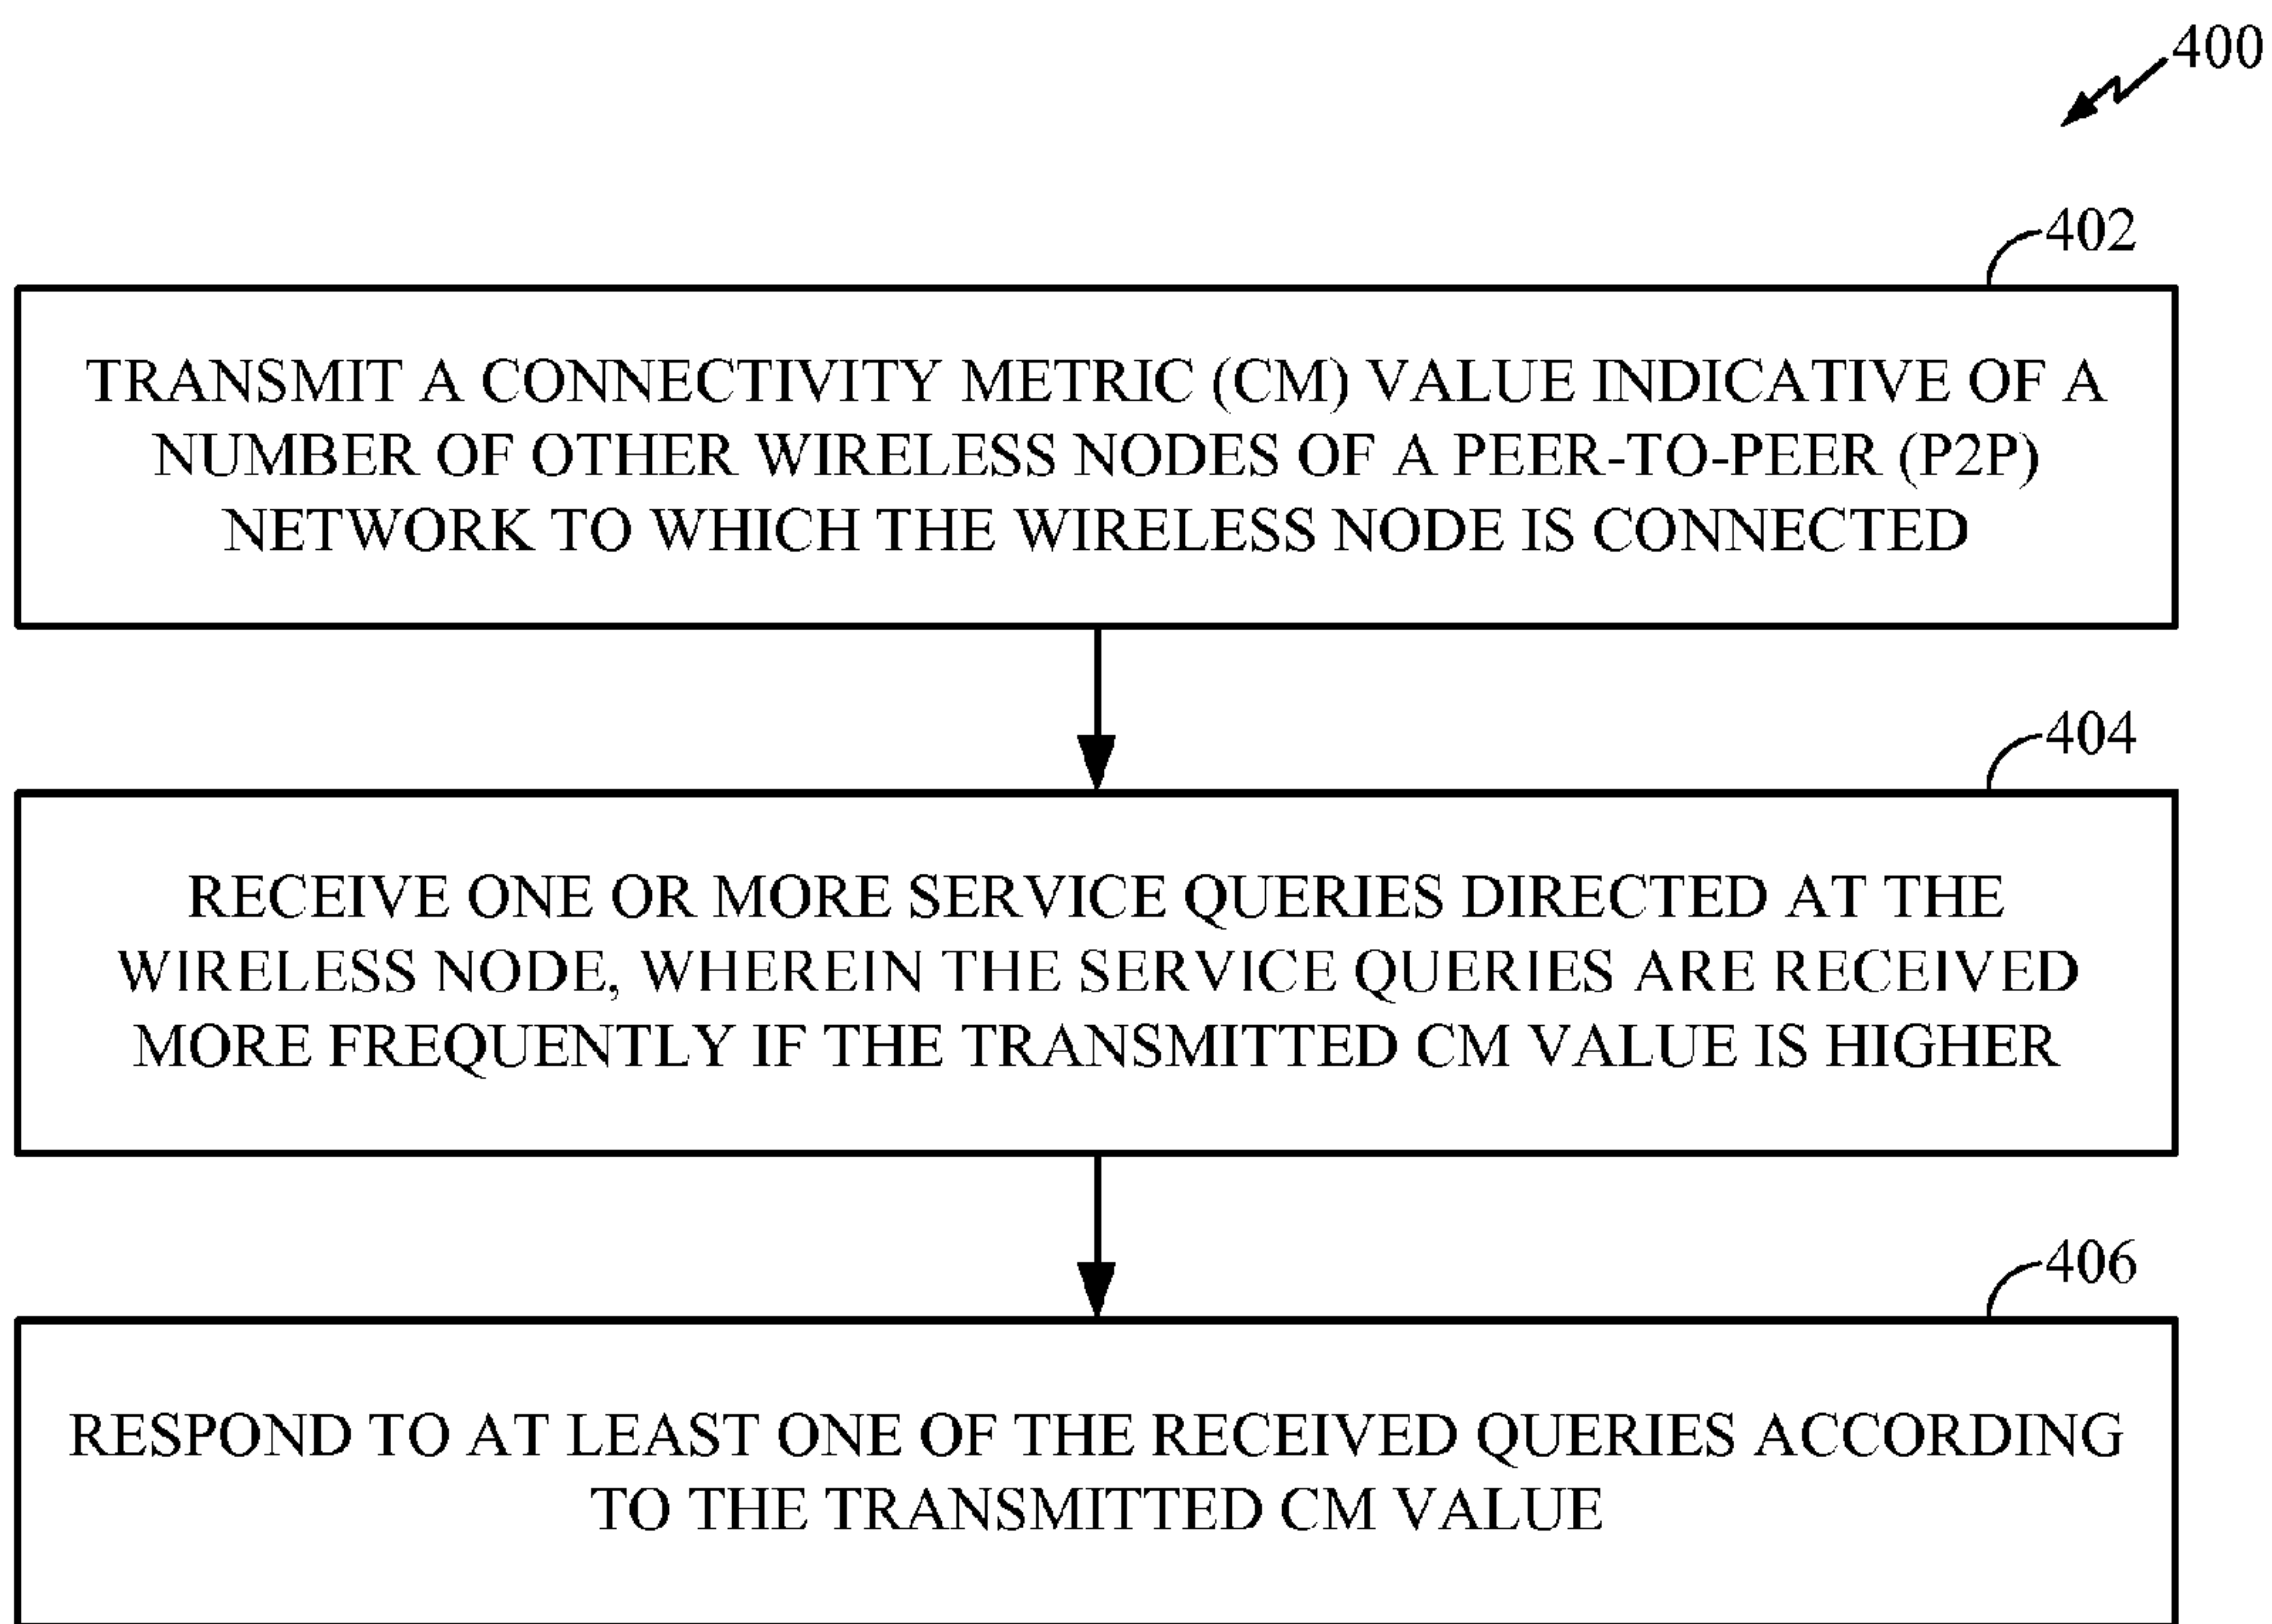 400
402
TRANSMIT A CONNECTIVITY METRIC (CM) VALUE INDICATIVE OF A
NUMBER OF OTHER WIRELESS NODES OF A PEER-TO-PEER (P2P)
NETWORK TO WHICH THE WIRELESS NODE IS CONNECTED
404
RECEIVE ONE OR MORE SERVICE QUERIES DIRECTED AT THE
WIRELESS NODE, WHEREIN THE SERVICE QUERIES ARE RECEIVED
MORE FREQUENTLY IF THE TRANSMITTED CM VALUE IS HIGHER
406
RESPOND TO AT LEAST ONE OF THE RECEIVED QUERIES ACCORDING
TO THE TRANSMITTED CM VALUE